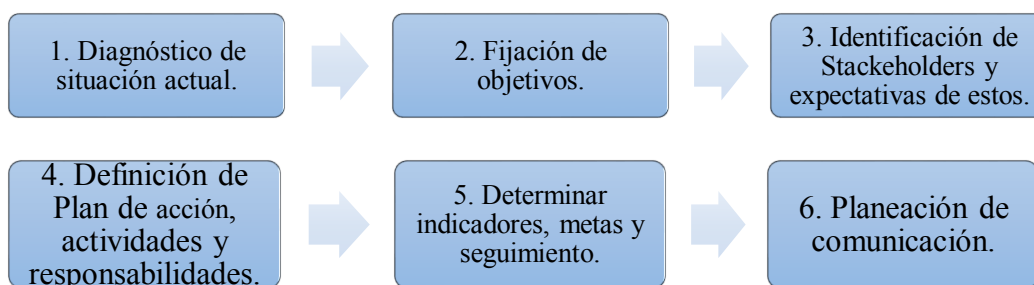 1. Diagnóstico de
situación actual.
2. Fijación de
objetivos.
3. Identificación de
Stackeholders y
expectativas de estos.
4. Definición de
Plan de acción,
actividades y
responsabilidades.
5. Determinar
indicadores, metas y
seguimiento.
6. Planeación de
comunicación.